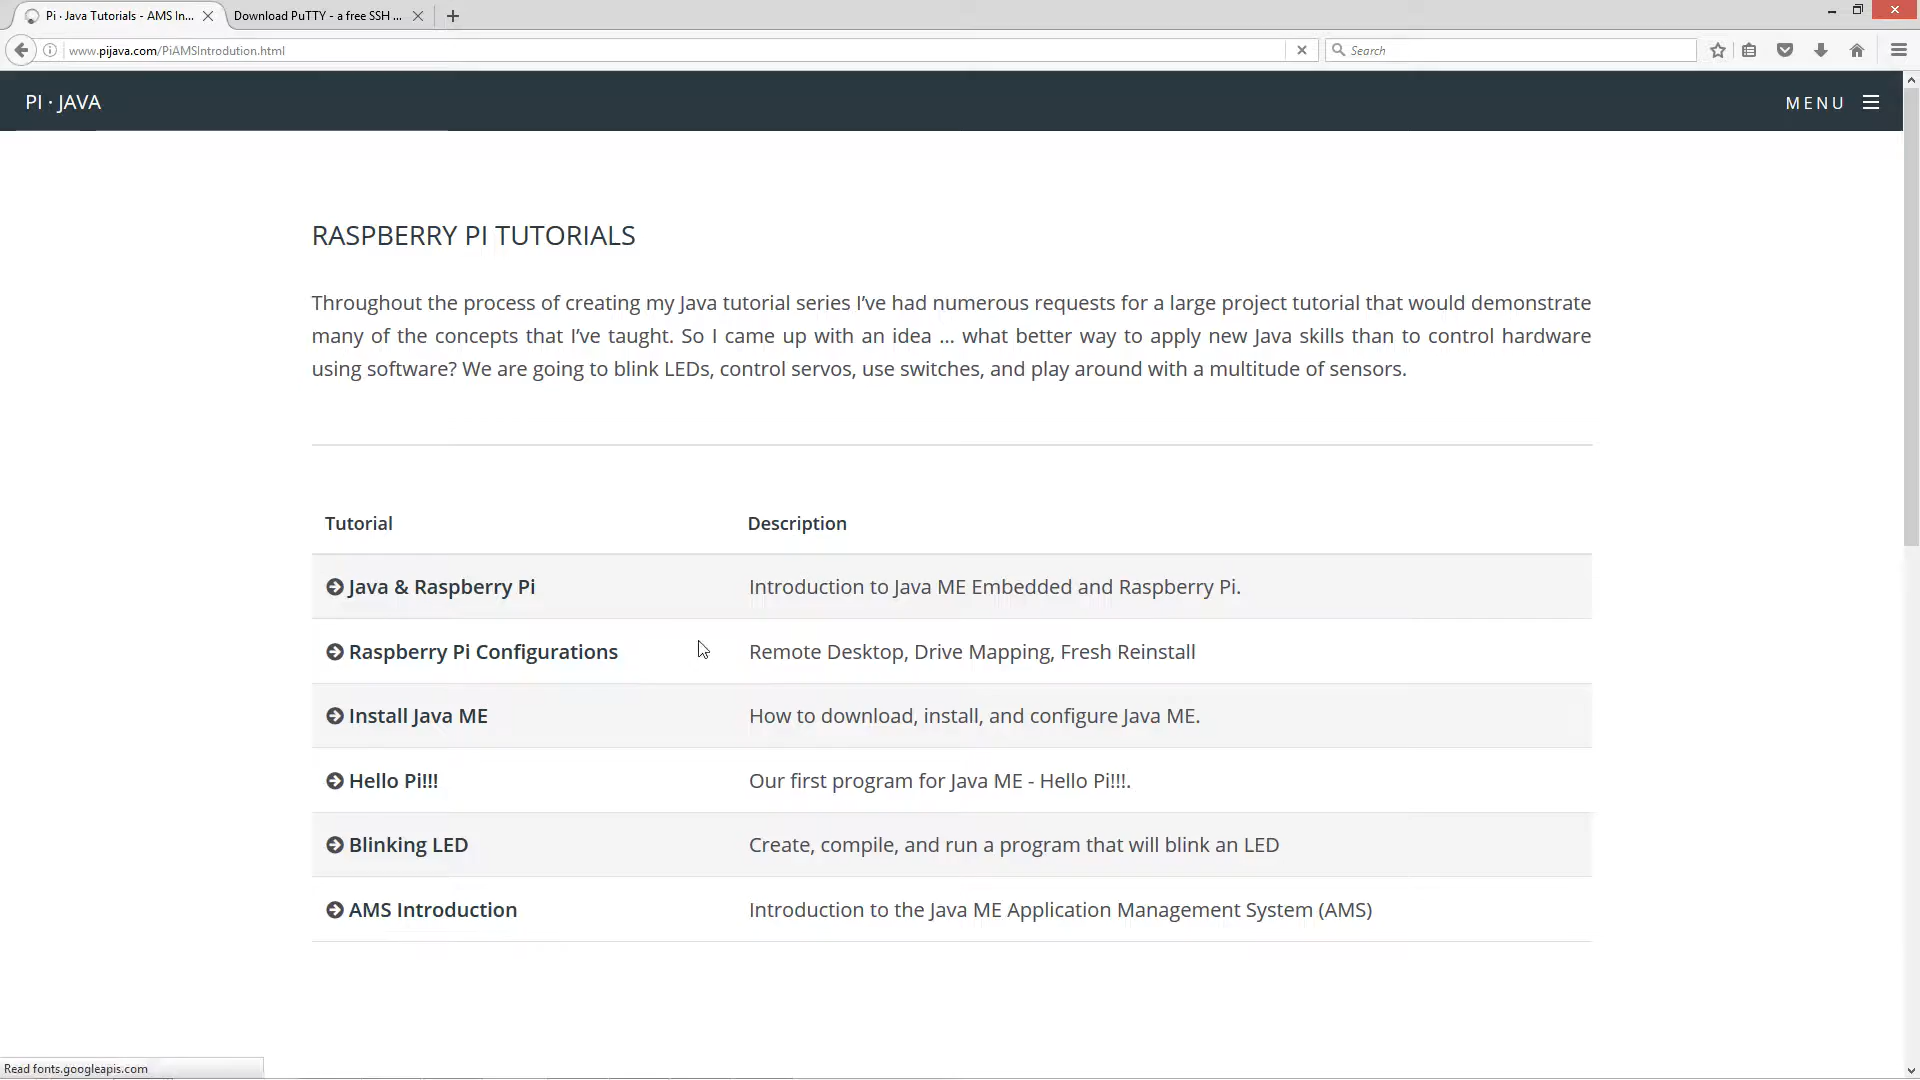 Pi · Java Tutorials - AMS In...
Download PuTTY - a free SSH ...
www.pijava.com/PiAMSIntrodution.html
Search
PI · JAVA
MENU
RASPBERRY PI TUTORIALS
Throughout the process of creating my Java tutorial series I’ve had numerous requests for a large project tutorial that would demonstrate
many of the concepts that I’ve taught. So I came up with an idea ... what better way to apply new Java skills than to control hardware
using software? We are going to blink LEDs, control servos, use switches, and play around with a multitude of sensors.
Tutorial Description
Java & Raspberry Pi Introduction to Java ME Embedded and Raspberry Pi.
Raspberry Pi Configurations Remote Desktop, Drive Mapping, Fresh Reinstall
Install Java ME How to download, install, and configure Java ME.
Hello Pi!!! Our first program for Java ME - Hello Pi!!!.
Blinking LED Create, compile, and run a program that will blink an LED
AMS Introduction Introduction to the Java ME Application Management System (AMS)
Read fonts.googleapis.com